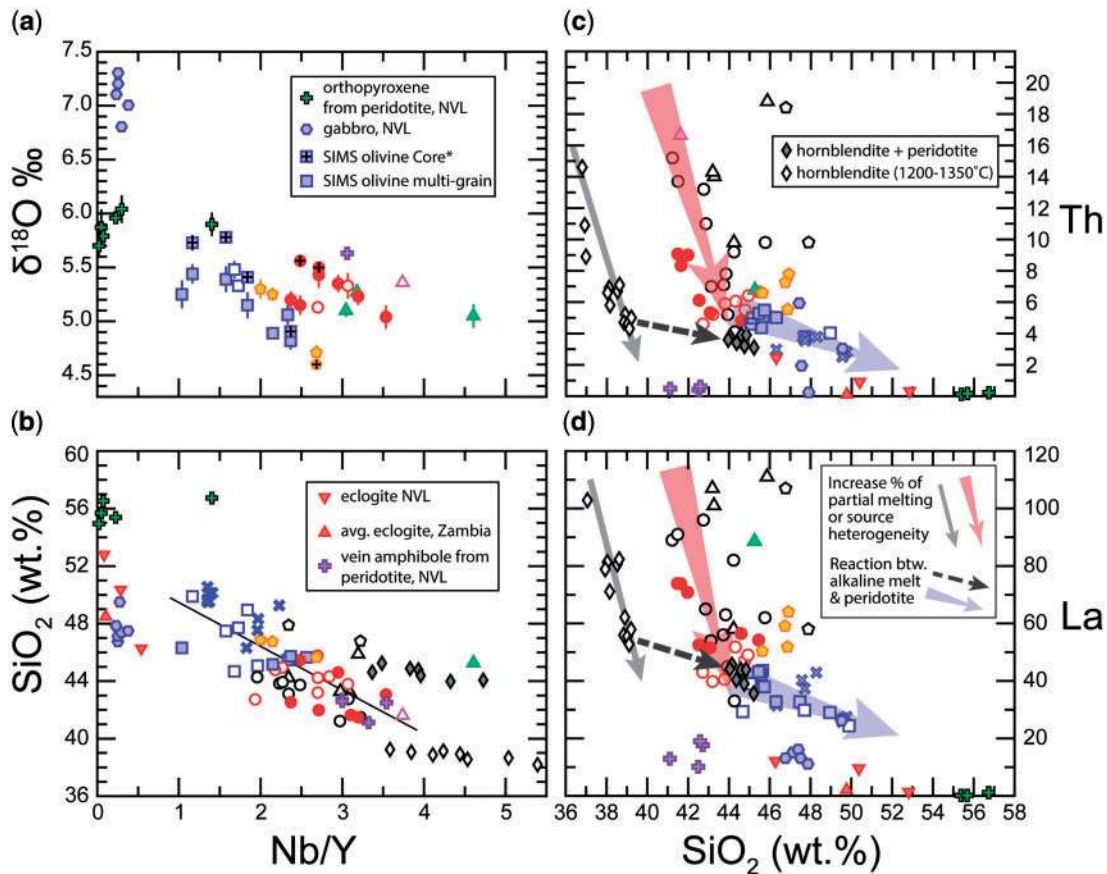 (a)
7.5
7.0
6.5
6.0
5.5
5.0
4.5
δ18O ‰
orthopyroxene
from peridotite, NVL
gabbro, NVL
SIMS olivine Core*
SIMS olivine multi-grain
(b)
60
56
52
48
44
40
36
SiO2 (wt.%)
eclogite NVL
avg. eclogite, Zambia
vein amphibole from
peridotite, NVL
0 1 2 3 4 5
Nb/Y
(c)
20
18
16
14
12
10
8
6
4
2
Th
hornblendite + peridotite
hornblendite (1200-1350˚C)
(d)
120
100
80
60
40
20
La
Increase % of
partial melting
or source
heterogeneity
Reaction btw.
alkaline melt
& peridotite
36 38 40 42 44 46 48 50 52 54 56 58
SiO2 (wt.%)